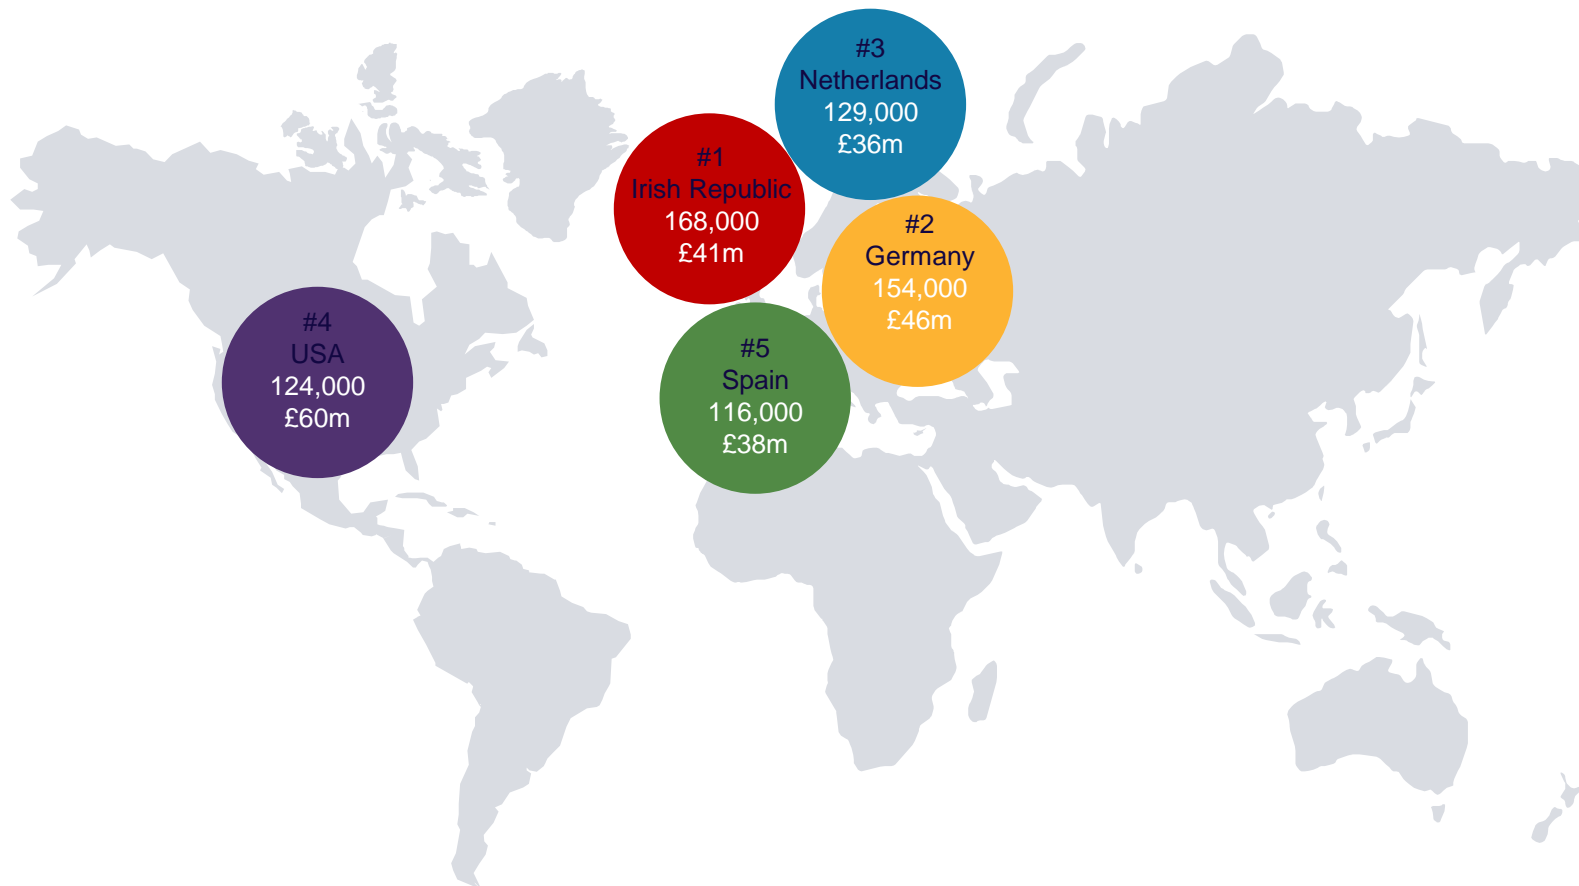 #3
Netherlands
129,000
£36m
#1
Irish Republic
168,000
£41m
#2
Germany
154,000
£46m
#4
USA
124,000
£60m
#5
Spain
116,000
£38m